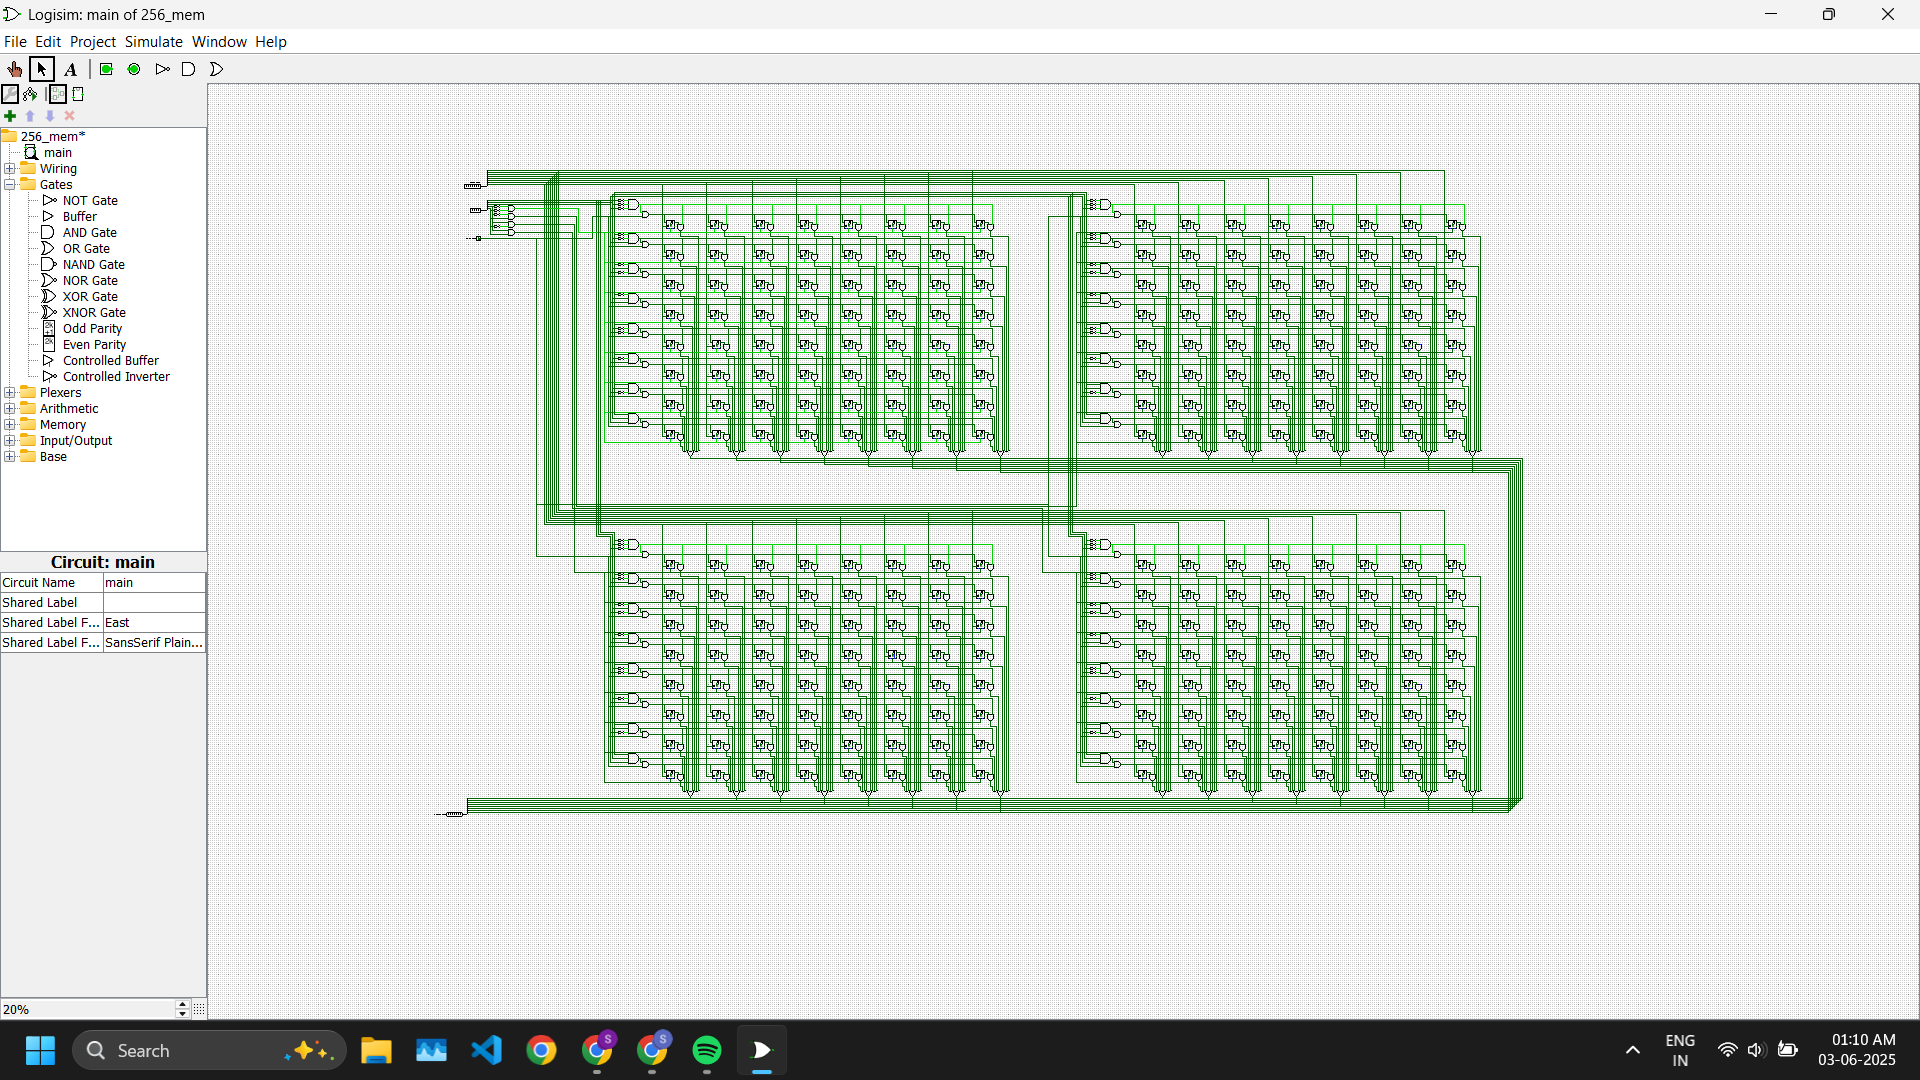 Logisim: main of 256_mem
File Edit Project Simulate Window Help
A
256_mem*
main
Wiring
Gates
NOT Gate
Buffer
AND Gate
OR Gate
NAND Gate
NOR Gate
XOR Gate
XNOR Gate
Odd Parity
Even Parity
Controlled Buffer
Controlled Inverter
Plexers
Arithmetic
Memory
Input/Output
Base
Circuit: main
Circuit Name main
Shared Label
Shared Label F... East
Shared Label F... SansSerif Plain...
20%
Search
S
S
ENG
IN
01:10 AM
03-06-2025